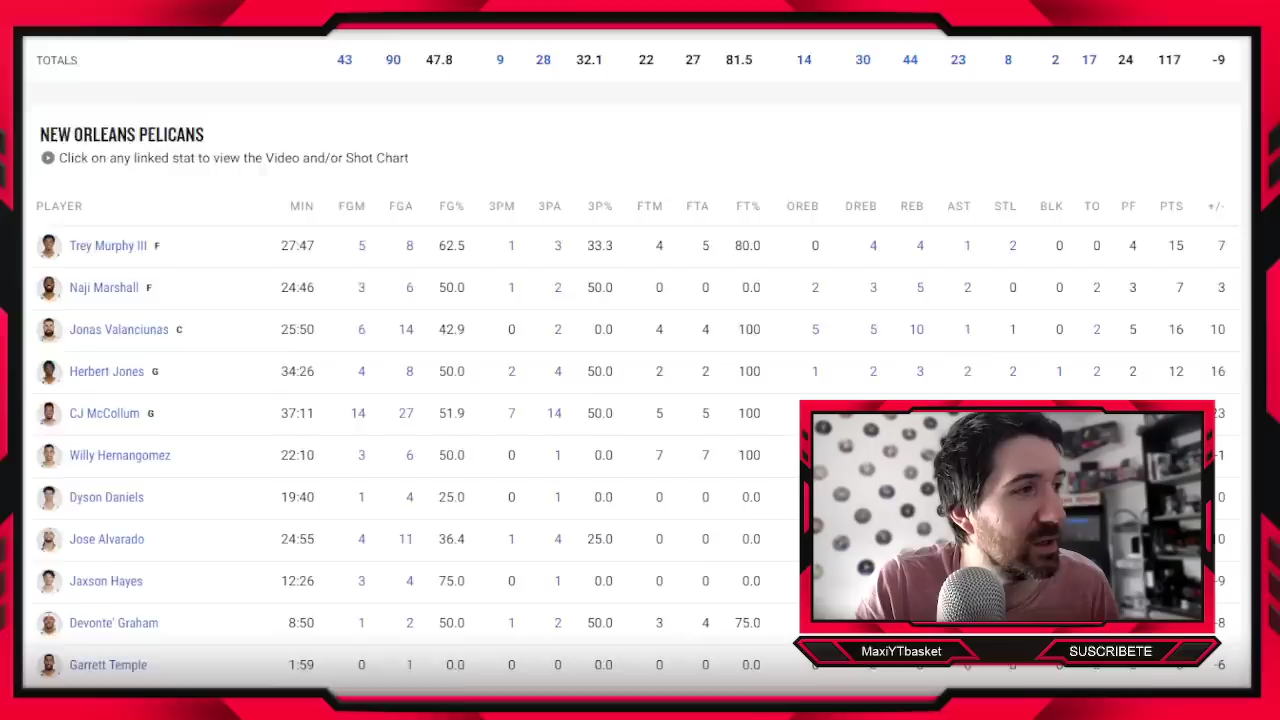 TOTALS 43 90 47.8 9 28 32.1 22 27 81.5 14 30 44 23 8 2 17 24 117 -9
NEW ORLEANS PELICANS
Click on any linked stat to view the Video and/or Shot Chart
PLAYER MIN FGM FGA FG% 3PM 3PA 3P% FTM FTA FT% OREB DREB REB AST STL BLK TO PF PTS +/-
Trey Murphy III F 27:47 5 8 62.5 1 3 33.3 4 5 80.0 0 4 4 1 2 0 0 4 15 7
Naji Marshall F 24:46 3 6 50.0 1 2 50.0 0 0 0.0 2 3 5 2 0 0 2 3 7 3
Jonas Valanciunas C 25:50 6 14 42.9 0 2 0.0 4 4 100 5 5 10 1 1 0 2 5 16 10
Herbert Jones G 34:26 4 8 50.0 2 4 50.0 2 2 100 1 2 3 2 2 1 2 2 12 16
CJ McCollum G 37:11 14 27 51.9 7 14 50.0 5 5 100
Willy Hernangomez 22:10 3 6 50.0 0 1 0.0 7 7 100
Dyson Daniels 19:40 1 4 25.0 0 1 0.0 0 0 0.0
Jose Alvarado 24:55 4 11 36.4 1 4 25.0 0 0 0.0
Jaxson Hayes 12:26 3 4 75.0 0 1 0.0 0 0 0.0
Devonte' Graham 8:50 1 2 50.0 1 2 50.0 3 4 75.0
Garrett Temple 1:59 0 1 0.0 0 0 0.0 0 0 0.0 -6
MaxiYTbasket SUSCRIBETE